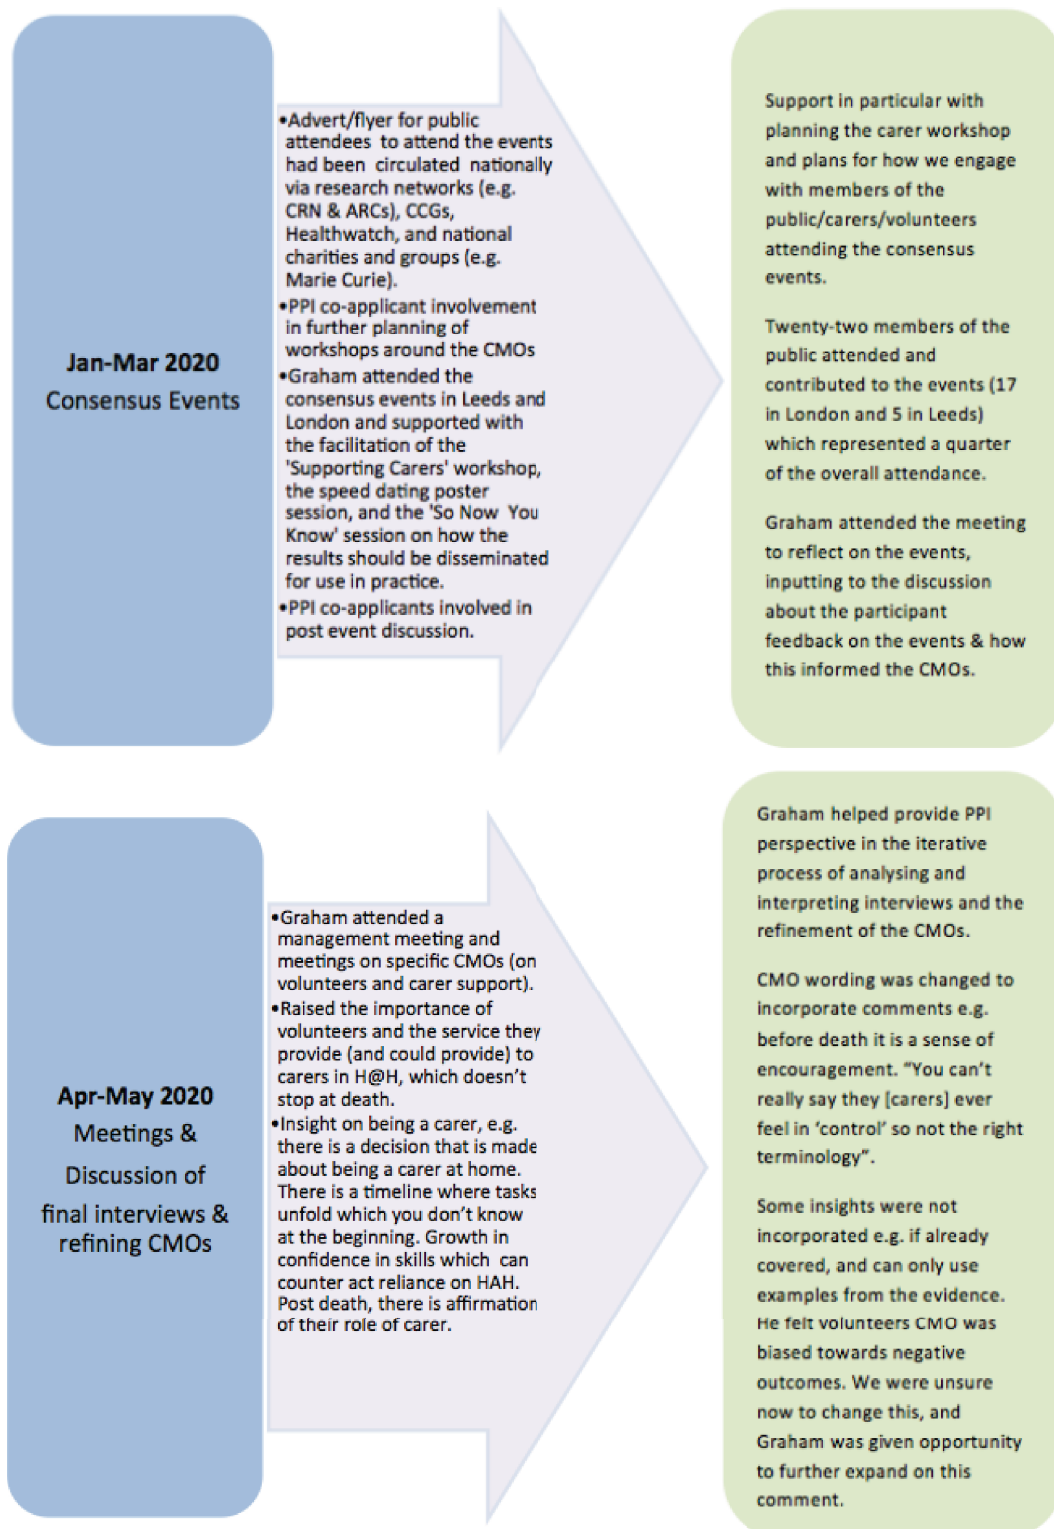 Jan-Mar 2020
Consensus Events
•Advert/flyer for public
attendees to attend the events
had been circulated nationally
via research networks (e.g.
CRN & ARCs), CCGs,
Healthwatch, and national
charities and groups (e.g.
Marie Curie).
•PPI co-applicant involvement
in further planning of
workshops around the CMOs
•Graham attended the
consensus events in Leeds and
London and supported with
the facilitation of the
'Supporting Carers' workshop,
the speed dating poster
session, and the 'So Now You
Know' session on how the
results should be disseminated
for use in practice.
•PPI co-applicants involved in
post event discussion.
Support in particular with
planning the carer workshop
and plans for how we engage
with members of the
public/carers/volunteers
attending the consensus
events.
Twenty-two members of the
public attended and
contributed to the events (17
in London and 5 in Leeds)
which represented a quarter
of the overall attendance.
Graham attended the meeting
to reflect on the events,
inputting to the discussion
about the participant
feedback on the events & how
this informed the CMOs.
Apr-May 2020
Meetings &
Discussion of
final interviews &
refining CMOs
•Graham attended a
management meeting and
meetings on specific CMOs (on
volunteers and carer support).
•Raised the importance of
volunteers and the service they
provide (and could provide) to
carers in H@H, which doesn't
stop at death.
•Insight on being a carer, e.g.
there is a decision that is made
about being a carer at home.
There is a timeline where tasks
unfold which you don't know
at the beginning. Growth in
confidence in skills which can
counter act reliance on HAH.
Post death, there is affirmation
of their role of carer.
Graham helped provide PPI
perspective in the iterative
process of analysing and
interpreting interviews and the
refinement of the CMOs.
CMO wording was changed to
incorporate comments e.g.
before death it is a sense of
encouragement. "You can't
really say they [carers] ever
feel in 'control' so not the right
terminology".
Some insights were not
incorporated e.g. if already
covered, and can only use
examples from the evidence.
He felt volunteers CMO was
biased towards negative
outcomes. We were unsure
now to change this, and
Graham was given opportunity
to further expand on this
comment.